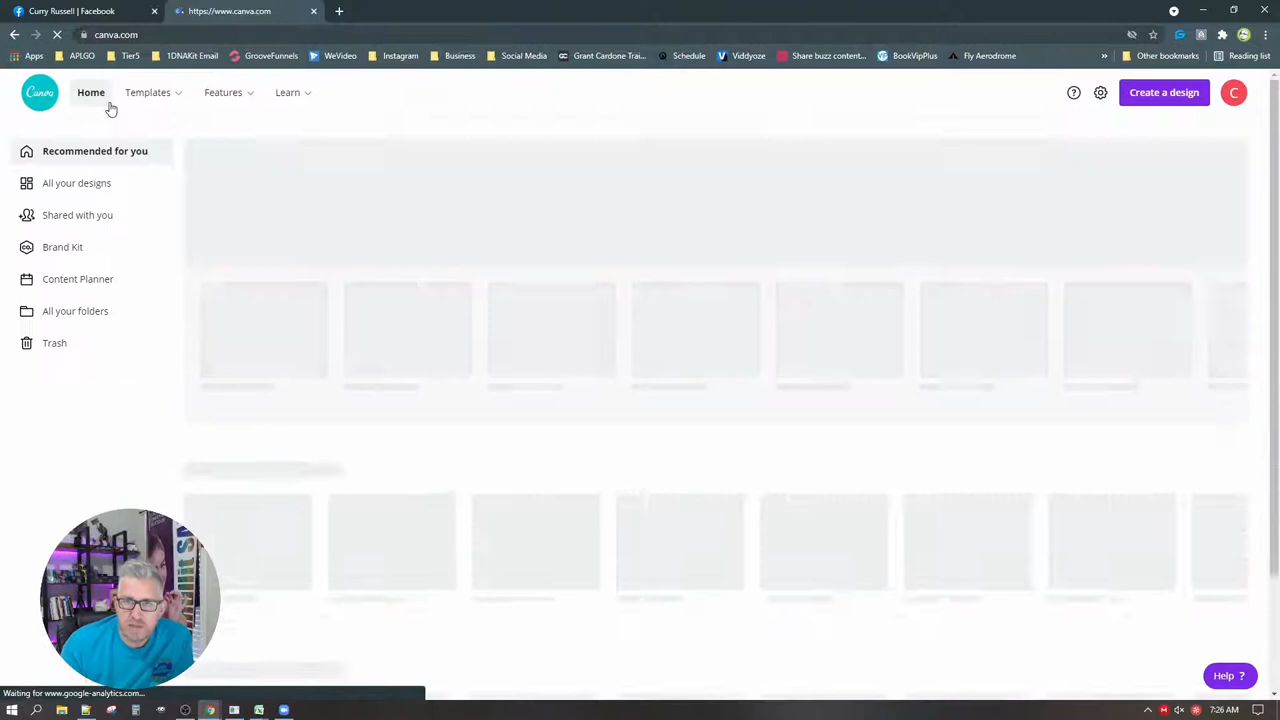 Curry Russell | Facebook
https://www.canva.com
canva.com
Apps
APLGO
Tier5
1DNAKit Email
GrooveFunnels
WeVideo
Instagram
Business
Social Media
Grant Cardone Trai...
Schedule
Viddyoze
Share buzz content...
BookVipPlus
Fly Aerodrome
»
Other bookmarks
Reading list
Canva
Home
Templates
Features
Learn
?
Create a design
C
Recommended for you
All your designs
Shared with you
Brand Kit
Content Planner
All your folders
Trash
Help ?
Waiting for www.google-analytics.com...
7:26 AM